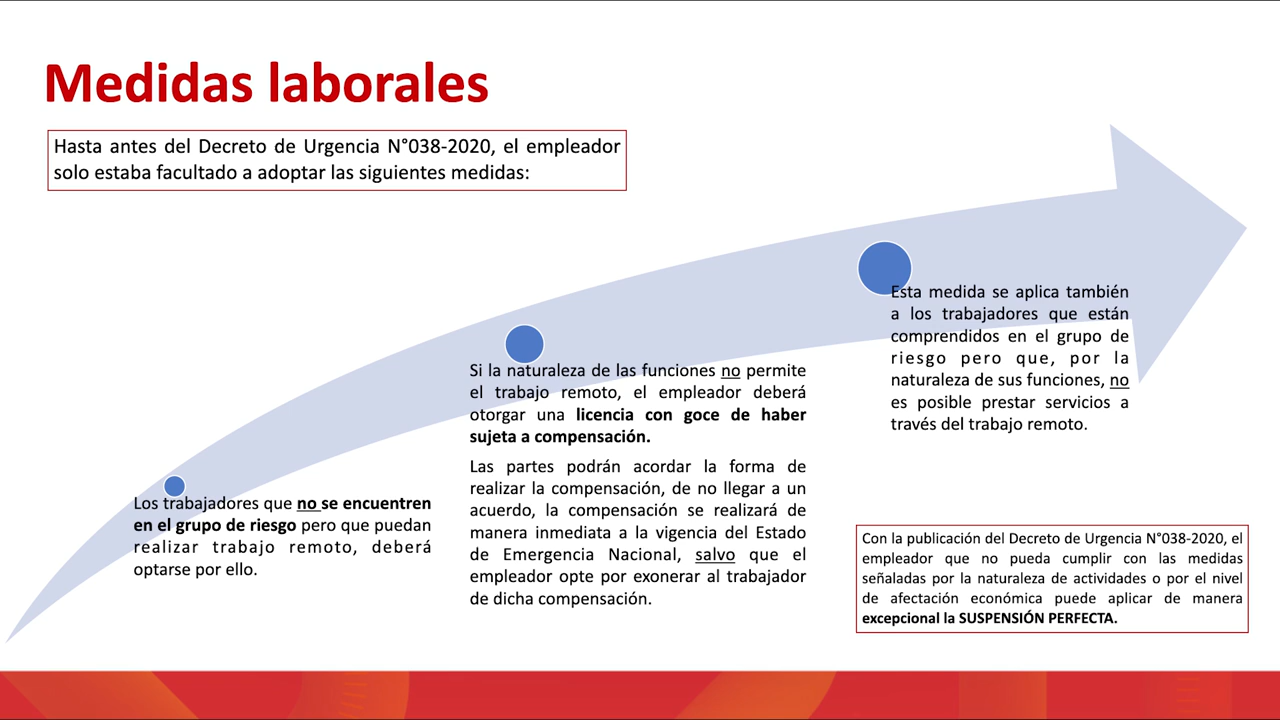 Medidas laborales
Hasta antes del Decreto de Urgencia N°038-2020, el empleador
solo estaba facultado a adoptar las siguientes medidas:
Los trabajadores que no se encuentren
en el grupo de riesgo pero que puedan
realizar trabajo remoto, deberá
optarse por ello.
Si la naturaleza de las funciones no permite
el trabajo remoto, el empleador deberá
otorgar una licencia con goce de haber
sujeta a compensación.
Las partes podrán acordar la forma de
realizar la compensación, de no llegar a un
acuerdo, la compensación se realizará de
manera inmediata a la vigencia del Estado
de Emergencia Nacional, salvo que el
empleador opte por exonerar al trabajador
de dicha compensación.
Esta medida se aplica también
a los trabajadores que están
comprendidos en el grupo de
riesgo pero que, por la
naturaleza de sus funciones, no
es posible prestar servicios a
través del trabajo remoto.
Con la publicación del Decreto de Urgencia N°038-2020, el
empleador que no pueda cumplir con las medidas
señaladas por la naturaleza de actividades o por el nivel
de afectación económica puede aplicar de manera
excepcional la SUSPENSIÓN PERFECTA.